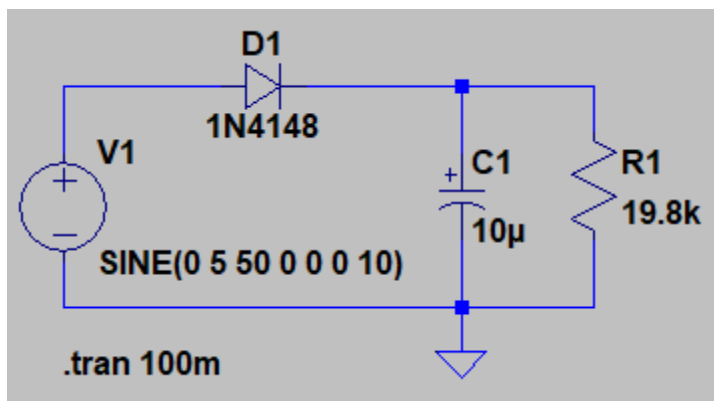 D1
1N4148
V1
+
C1
R1
10µ
19.8k
SINE(0 5 50 0 0 0 10)
.tran 100m